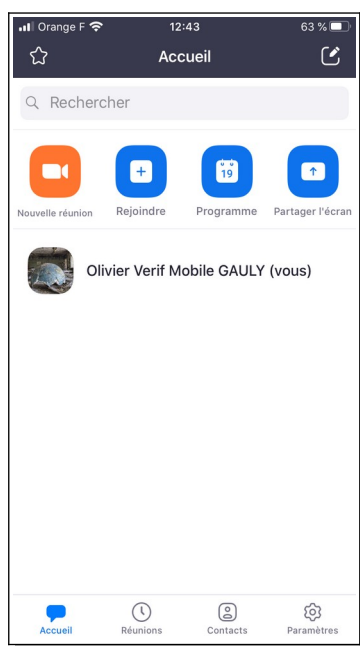 Orange F 12:43 63 %
Accueil
Rechercher
19
Nouvelle réunion Rejoindre Programme Partager l'écran
Olivier Verif Mobile GAULY (vous)
Accueil Réunions Contacts Paramètres